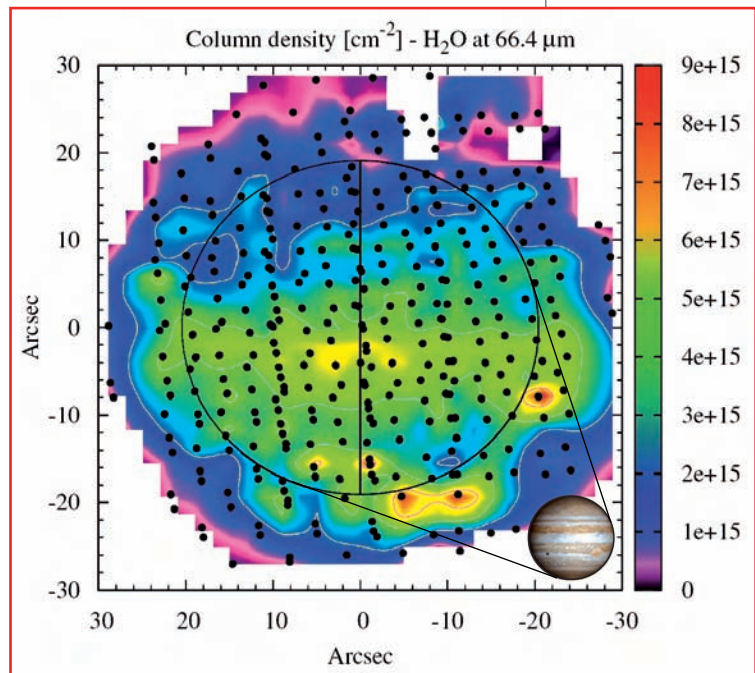 Column density [cm⁻²] - H₂O at 66.4 μm
30
20
10
0
-10
-20
-30
Arcsec
30
20
10
0
-10
-20
-30
Arcsec
9e+15
8e+15
7e+15
6e+15
5e+15
4e+15
3e+15
2e+15
1e+15
0